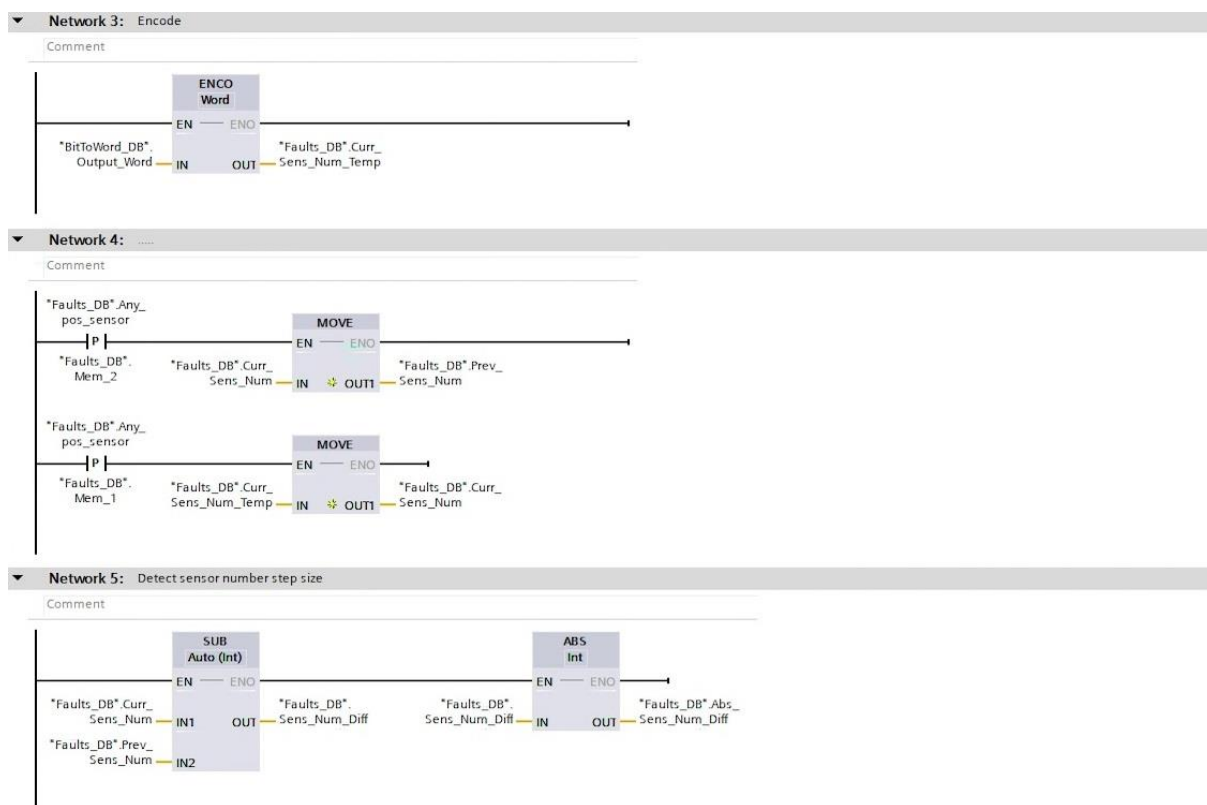 Network 3: Encode
Comment
ENCO
Word
EN ENO
"BitToWord_DB".
Output_Word IN OUT "Faults_DB".Curr_
Sens_Num_Temp
Network 4: .....
Comment
"Faults_DB".Any_
pos_sensor
P
"Faults_DB".
Mem_2
MOVE
EN ENO
"Faults_DB".Curr_
Sens_Num IN OUT1 "Faults_DB".Prev_
Sens_Num
"Faults_DB".Any_
pos_sensor
P
"Faults_DB".
Mem_1
MOVE
EN ENO
"Faults_DB".Curr_
Sens_Num_Temp IN OUT1 "Faults_DB".Curr_
Sens_Num
Network 5: Detect sensor number step size
Comment
SUB
Auto (Int)
EN ENO
"Faults_DB".Curr_
Sens_Num IN1 OUT "Faults_DB".
Sens_Num_Diff
"Faults_DB".Prev_
Sens_Num IN2
ABS
Int
EN ENO
"Faults_DB".
Sens_Num_Diff IN OUT "Faults_DB".Abs_
Sens_Num_Diff